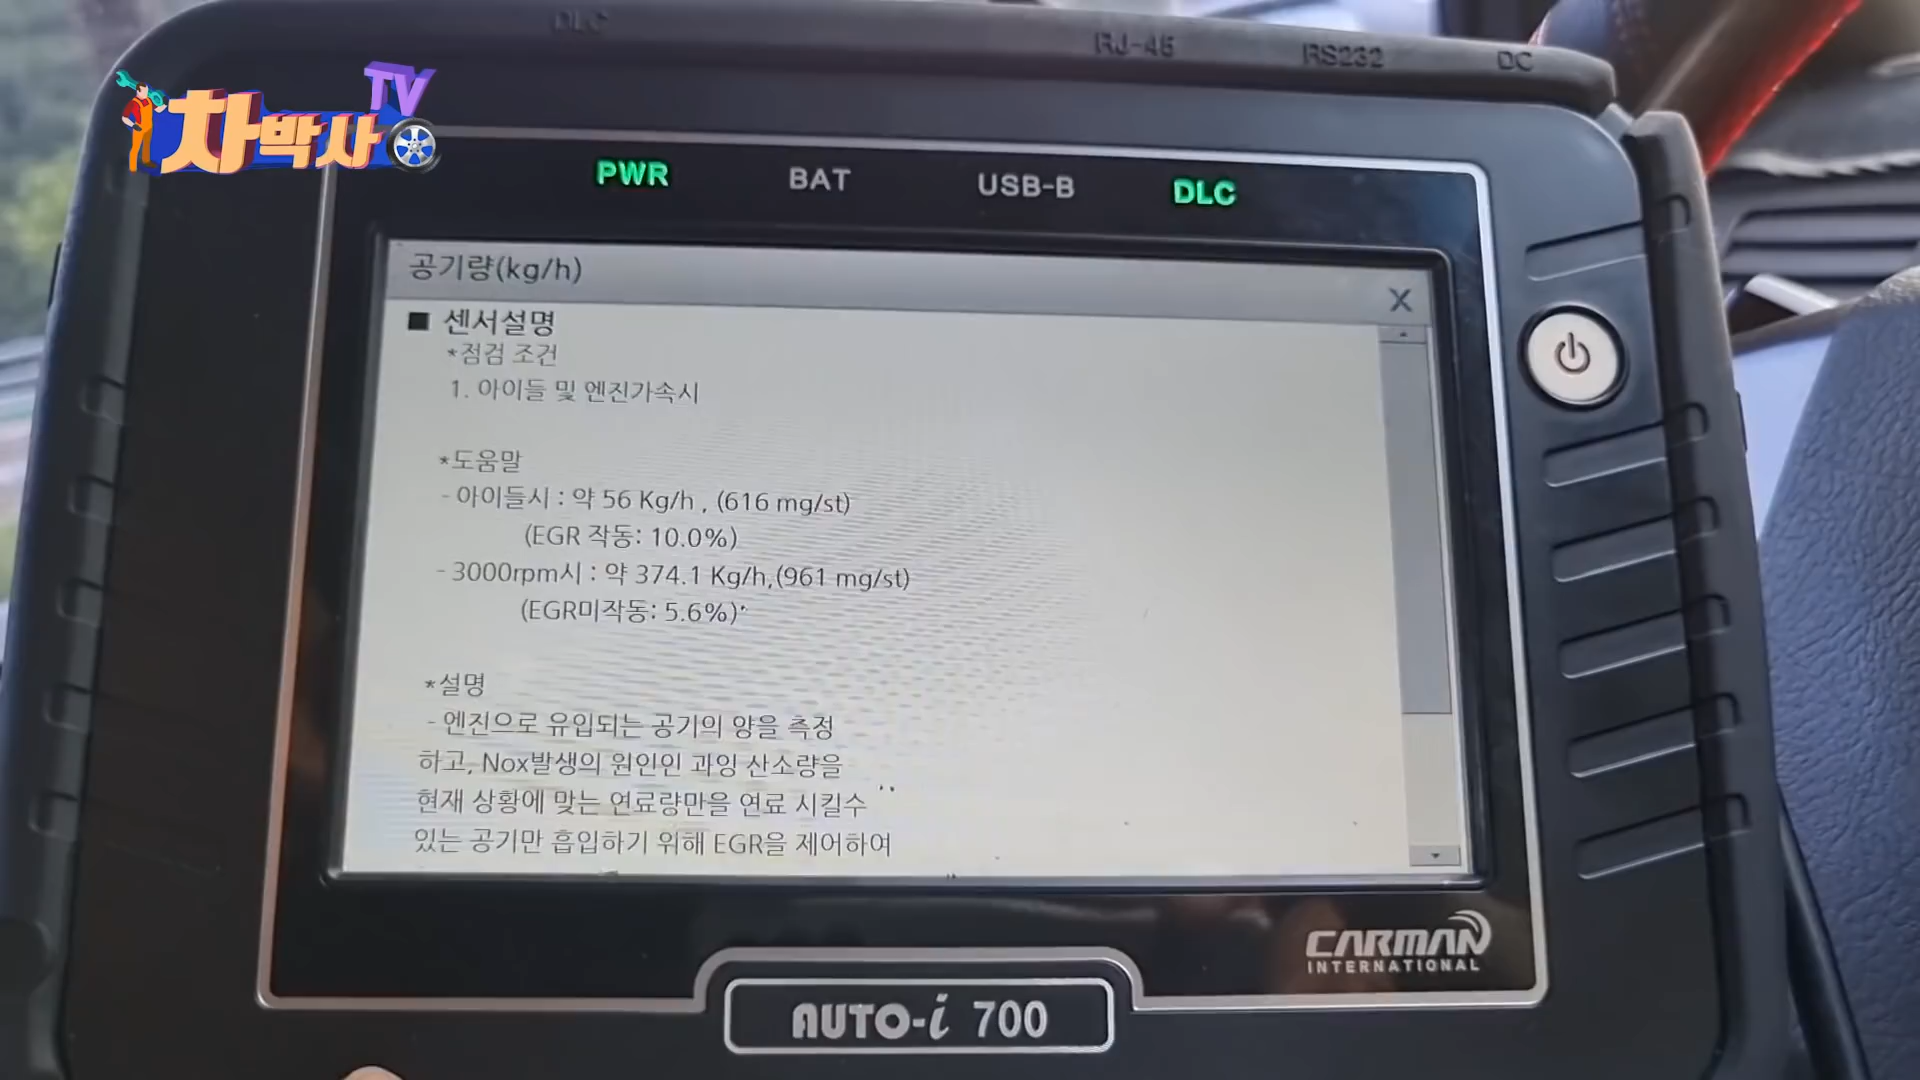 DLC
RJ-45
RS232
DC
차박사TV
PWR
BAT
USB-B
DLC
공기량(kg/h)
X
■ 센서설명
*점검 조건
1. 아이들 및 엔진가속시
*도움말
- 아이들시 : 약 56 Kg/h , (616 mg/st)
(EGR 작동: 10.0%)
- 3000rpm시 : 약 374.1 Kg/h,(961 mg/st)
(EGR미작동: 5.6%)
*설명
- 엔진으로 유입되는 공기의 양을 측정
하고, Nox발생의 원인인 과잉 산소량을
현재 상황에 맞는 연료량만을 연료 시킬수
있는 공기만 흡입하기 위해 EGR을 제어하여
CARMAN
INTERNATIONAL
AUTO-i 700